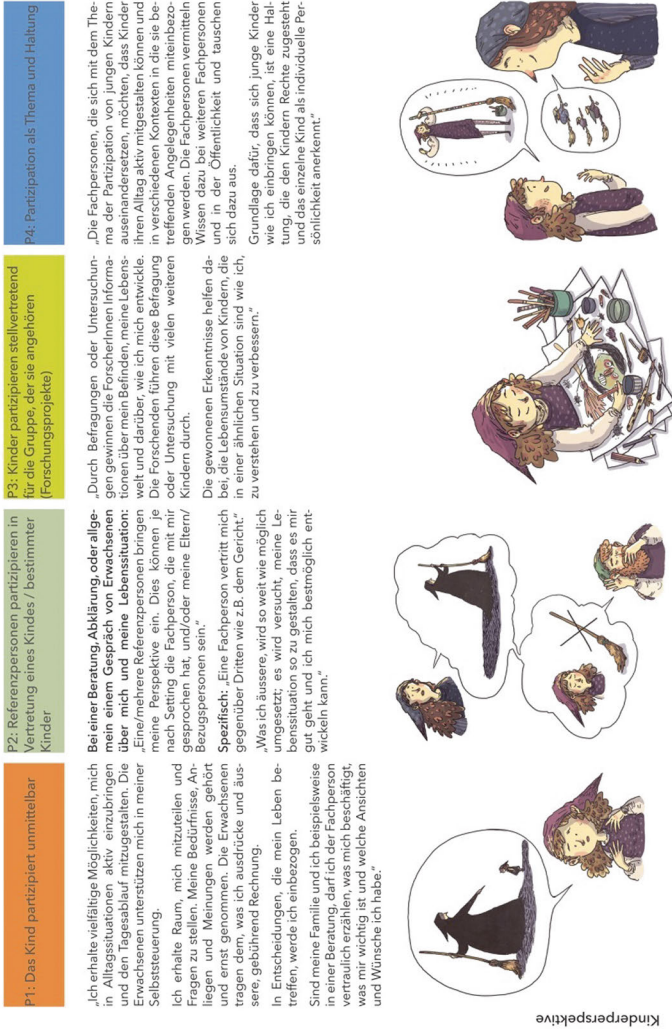 Kinderperspektive
P1: Das Kind partizipiert unmittelbar
„Ich erhalte vielfältige Möglichkeiten, mich
in Alltagssituationen aktiv einzubringen
und den Tagesablauf mitzugestalten. Die
Erwachsenen unterstützen mich in meiner
Selbststeuerung.
Ich erhalte Raum, mich mitzuteilen und
Fragen zu stellen. Meine Bedürfnisse, An-
liegen und Meinungen werden gehört
und ernst genommen. Die Erwachsenen
tragen dem, was ich ausdrücke und äus-
sere, gebührend Rechnung.
In Entscheidungen, die mein Leben be-
treffen, werde ich einbezogen.
Sind meine Familie und ich beispielsweise
in einer Beratung, darf ich der Fachperson
vertraulich erzählen, was mich beschäftigt,
was mir wichtig ist und welche Ansichten
und Wünsche ich habe.“
P2: Referenzpersonen partizipieren in
Vertretung eines Kindes / bestimmter
Kinder
Bei einer Beratung, Abklärung, oder allge-
mein einem Gespräch von Erwachsenen
über mich und meine Lebenssituation:
„Eine/mehrere Referenzpersonen bringen
meine Perspektive ein. Dies können je
nach Setting die Fachperson, die mit mir
gesprochen hat, und/oder meine Eltern/
Bezugspersonen sein.“
Spezifisch: „Eine Fachperson vertritt mich
gegenüber Dritten wie z.B. dem Gericht.“
„Was ich äussere, wird so weit wie möglich
umgesetzt; es wird versucht, meine Le-
benssituation so zu gestalten, dass es mir
gut geht und ich mich bestmöglich ent-
wickeln kann.“
P3: Kinder partizipieren stellvertretend
für die Gruppe, der sie angehören
(Forschungsprojekte)
„Durch Befragungen oder Untersuchun-
gen gewinnen die ForscherInnen Informa-
tionen über mein Befinden, meine Lebens-
welt und darüber, wie ich mich entwickle.
Die Forschenden führen diese Befragung
oder Untersuchung mit vielen weiteren
Kindern durch.
Die gewonnenen Erkenntnisse helfen da-
bei, die Lebensumstände von Kindern, die
in einer ähnlichen Situation sind wie ich,
zu verstehen und zu verbessern.“
P4: Partizipation als Thema und Haltung
„Die Fachpersonen, die sich mit dem The-
ma der Partizipation von jungen Kindern
auseinandersetzen, möchten, dass Kinder
ihren Alltag aktiv mitgestalten können und
in verschiedenen Kontexten in die sie be-
treffenden Angelegenheiten miteinbezo-
gen werden. Die Fachpersonen vermitteln
Wissen dazu bei weiteren Fachpersonen
und in der Öffentlichkeit und tauschen
sich dazu aus.
Grundlage dafür, dass sich junge Kinder
wie ich einbringen können, ist eine Hal-
tung, die den Kindern Rechte zugesteht
und das einzelne Kind als individuelle Per-
sönlichkeit anerkennt.“